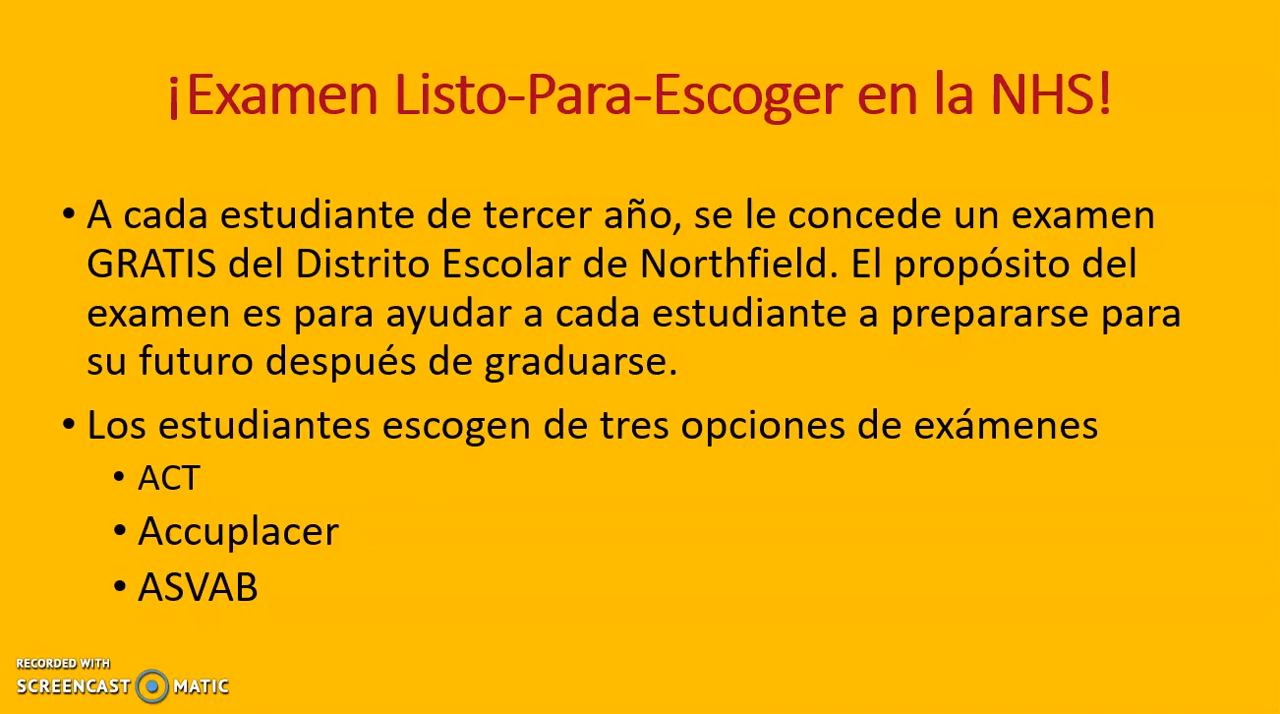 ¡Examen Listo-Para-Escoger en la NHS!
• A cada estudiante de tercer año, se le concede un examen
GRATIS del Distrito Escolar de Northfield. El propósito del
examen es para ayudar a cada estudiante a prepararse para
su futuro después de graduarse.
• Los estudiantes escogen de tres opciones de exámenes
• ACT
• Accuplacer
• ASVAB
RECORDED WITH
SCREENCAST MATIC